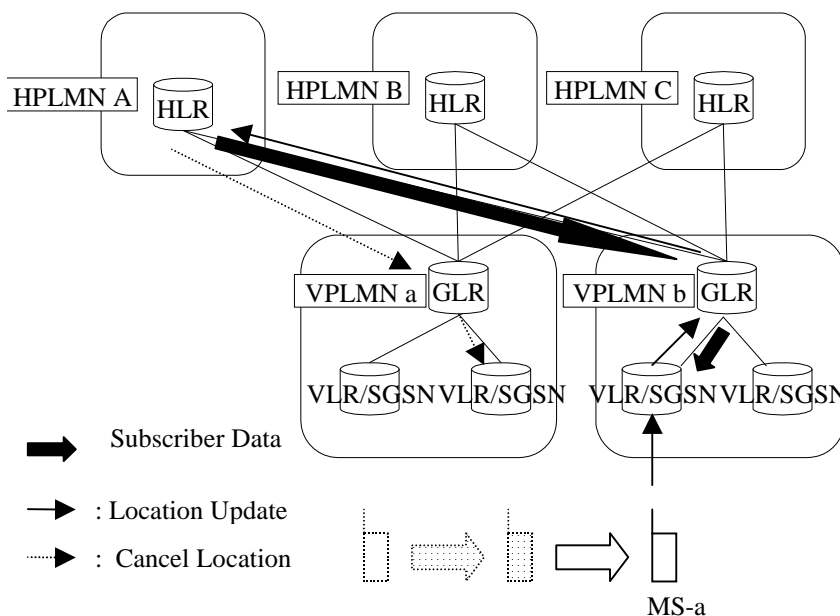 HPLMN A
HLR
HPLMN B
HLR
HPLMN C
HLR
VPLMN a
GLR
VPLMN b
GLR
VLR/SGSN
VLR/SGSN
VLR/SGSN
VLR/SGSN
Subscriber Data
: Location Update
: Cancel Location
MS-a